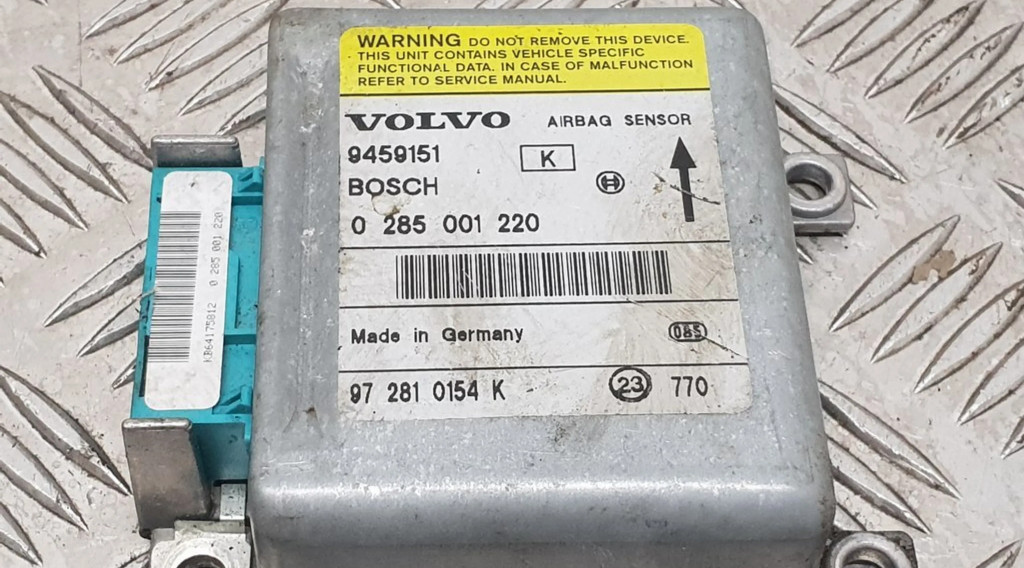 WARNING DO NOT REMOVE THIS DEVICE.
THIS UNIT CONTAINS VEHICLE SPECIFIC
FUNCTIONAL DATA. IN CASE OF MALFUNCTION
REFER TO SERVICE MANUAL.
VOLVO AIRBAG SENSOR
9459151 K
BOSCH
0 285 001 220
Made in Germany 085
97 281 0154 K 23 770
0 285 001 220